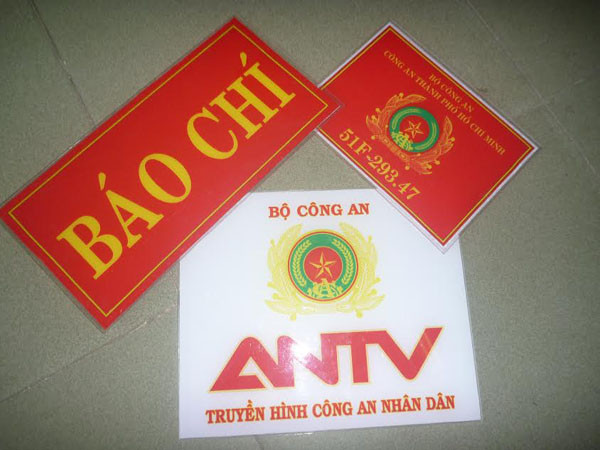 BÁO CHÍ
BỘ CÔNG AN
CÔNG AN THÀNH PHỐ HỒ CHÍ MINH
51F-293.47
BỘ CÔNG AN
ANTV
TRUYỀN HÌNH CÔNG AN NHÂN DÂN